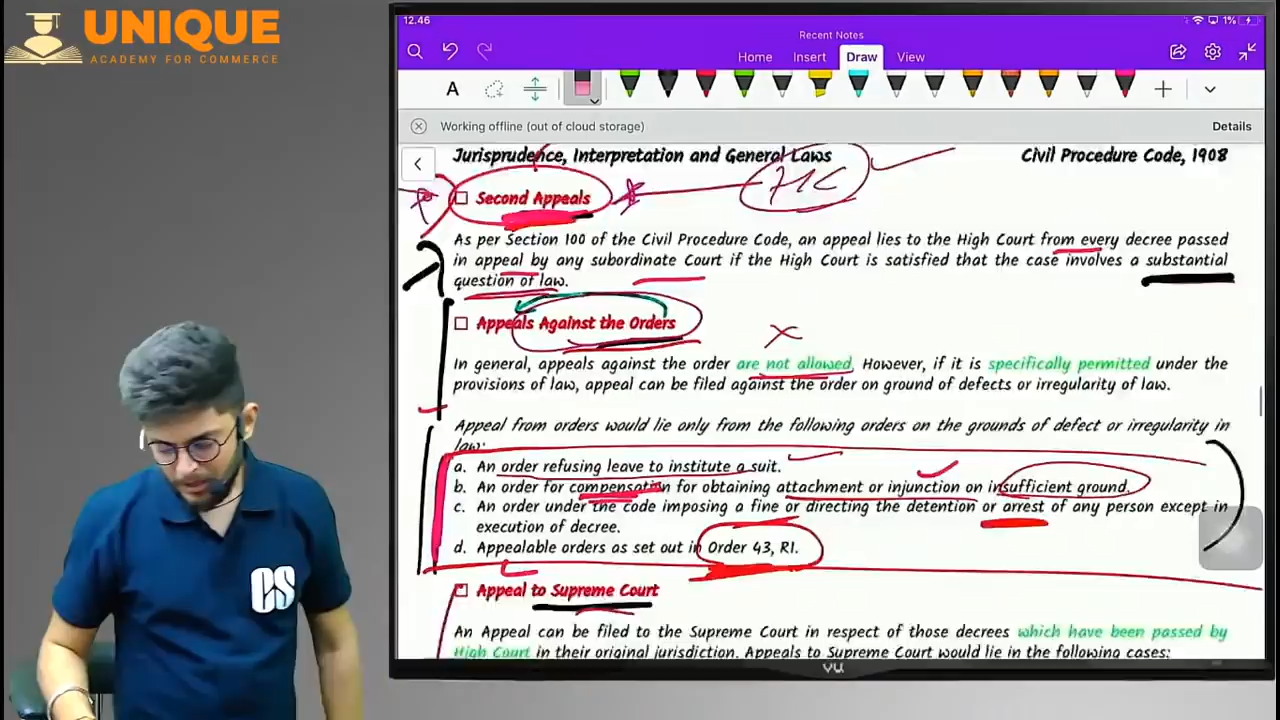 UNIQUE
ACADEMY FOR COMMERCE
12.46
1%
Recent Notes
Home Insert Draw View
A
Working offline (out of cloud storage) Details
Jurisprudence, Interpretation and General Laws Civil Procedure Code, 1908
Second Appeals
HC
As per Section 100 of the Civil Procedure Code, an appeal lies to the High Court from every decree passed
in appeal by any subordinate Court if the High Court is satisfied that the case involves a substantial
question of law.
Appeals Against the Orders
In general, appeals against the order are not allowed. However, if it is specifically permitted under the
provisions of law, appeal can be filed against the order on ground of defects or irregularity of law.
Appeal from orders would lie only from the following orders on the grounds of defect or irregularity in
law:
a. An order refusing leave to institute a suit.
b. An order for compensation for obtaining attachment or injunction on insufficient ground.
c. An order under the code imposing a fine or directing the detention or arrest of any person except in
execution of decree.
d. Appealable orders as set out in Order 43, R1.
Appeal to Supreme Court
An Appeal can be filed to the Supreme Court in respect of those decrees which have been passed by
High Court in their original jurisdiction. Appeals to Supreme Court would lie in the following cases:
VU
CS